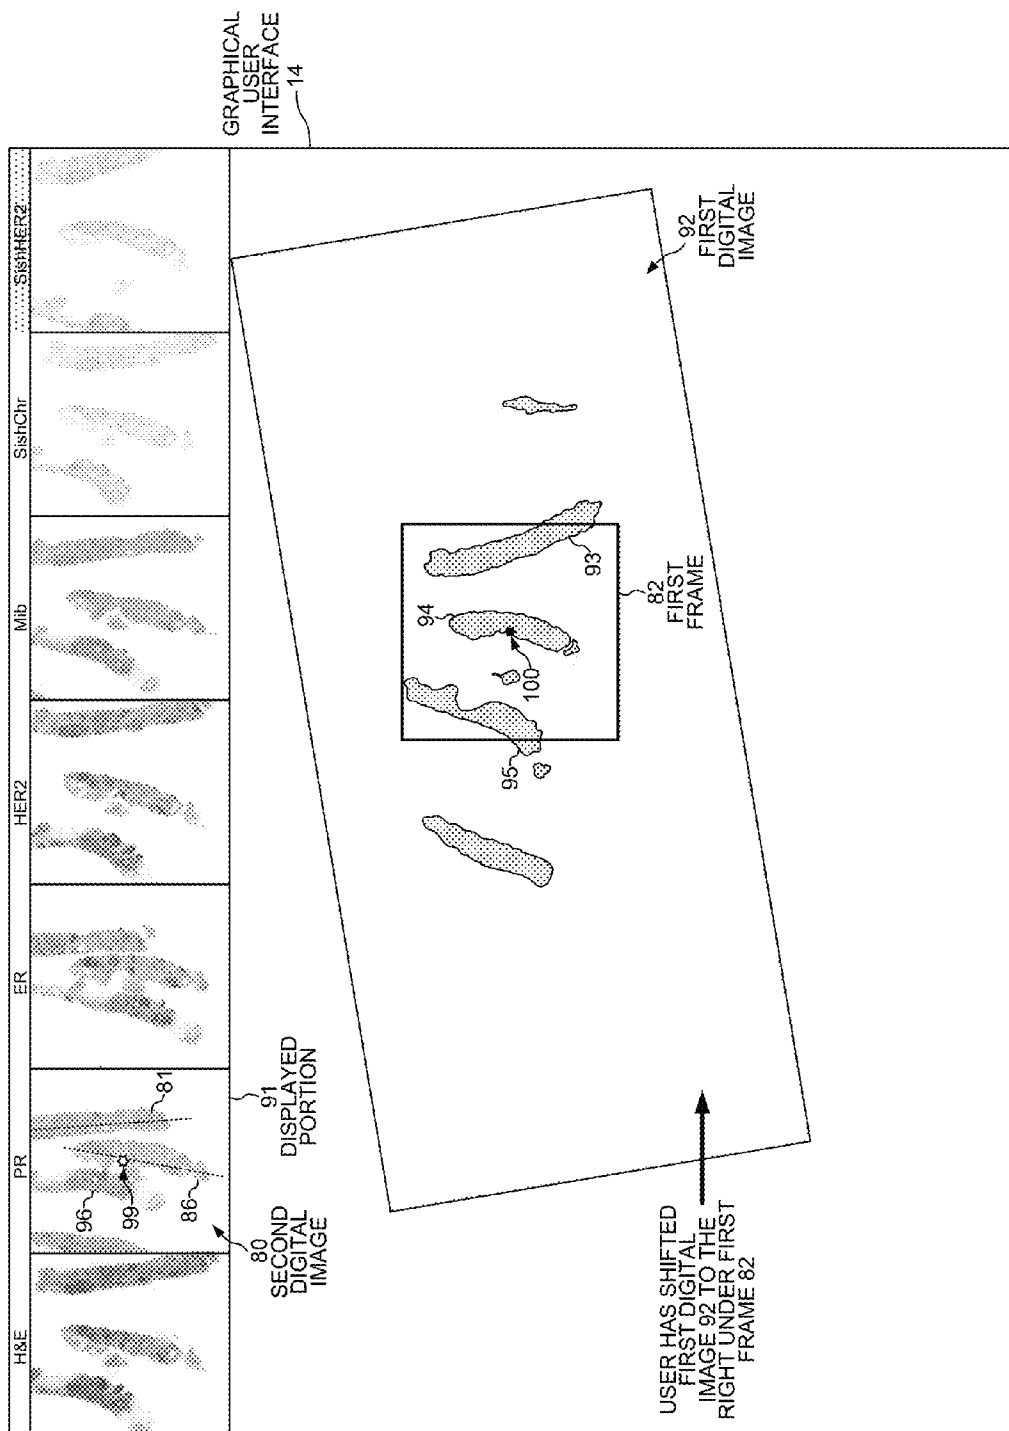 GRAPHICAL
USER
INTERFACE
14
H&E
PR
ER
HER2
Mib
SishChr
SishHER2
96
99
86
81
80
SECOND
DIGITAL
IMAGE
91
DISPLAYED
PORTION
92
FIRST
DIGITAL
IMAGE
95
94
100
93
82
FIRST
FRAME
USER HAS SHIFTED
FIRST DIGITAL
IMAGE 92 TO THE
RIGHT UNDER FIRST
FRAME 82